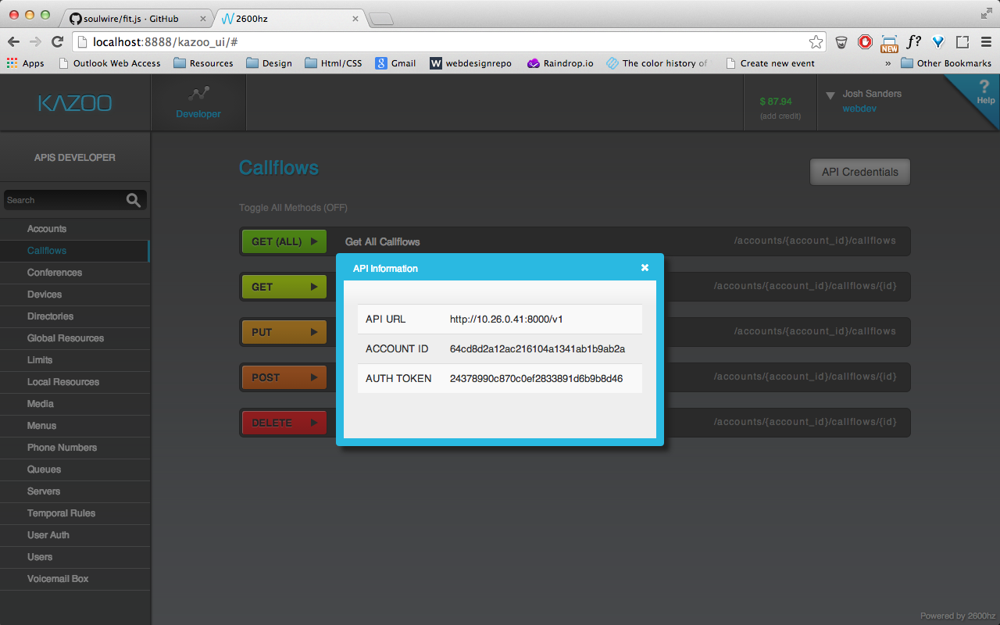 soulwire/fit.js · GitHub
2600hz
localhost:8888/kazoo_ui/#
f?
NEW
Apps
Outlook Web Access
Resources
Design
Html/CSS
Gmail
W webdesignrepo
Raindrop.io
The color history of
Create new event
»
Other Bookmarks
KAZOO
Developer
$ 87.94
(add credit)
Josh Sanders
webdev
?
Help
APIS DEVELOPER
Search
Accounts
Callflows
Conferences
Devices
Directories
Global Resources
Limits
Local Resources
Media
Menus
Phone Numbers
Queues
Servers
Temporal Rules
User Auth
Users
Voicemail Box
Callflows
API Credentials
Toggle All Methods (OFF)
GET (ALL) Get All Callflows /accounts/{account_id}/callflows
GET /accounts/{account_id}/callflows/{id}
PUT /accounts/{account_id}/callflows
POST /accounts/{account_id}/callflows/{id}
DELETE /accounts/{account_id}/callflows/{id}
API Information
API URL http://10.26.0.41:8000/v1
ACCOUNT ID 64cd8d2a12ac216104a1341ab1b9ab2a
AUTH TOKEN 24378990c870c0ef2833891d6b9b8d46
Powered by 2600hz